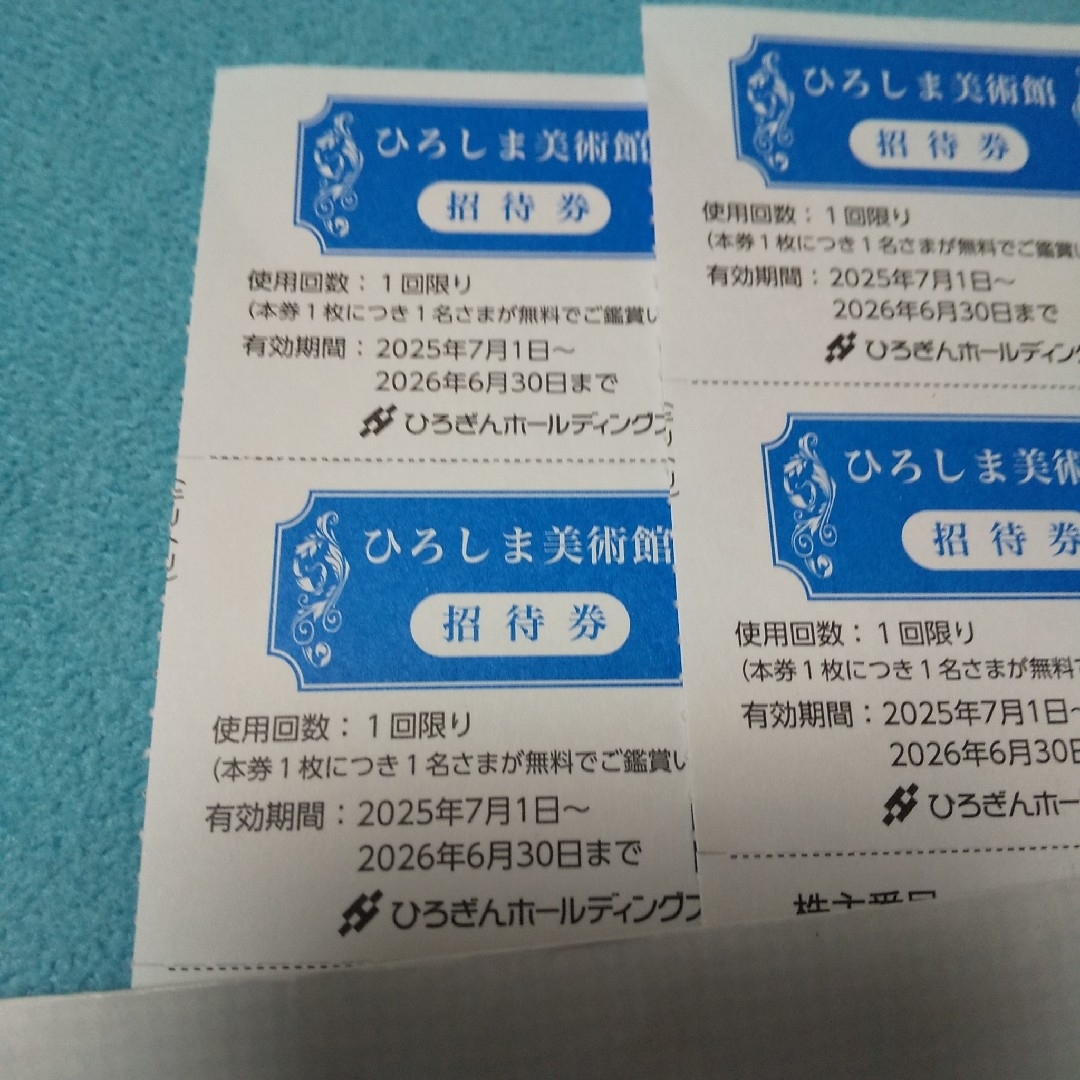 ひろしま美術館
招待券
使用回数：1回限り
(本券1枚につき1名さまが無料でご鑑賞い
有効期間：2025年7月1日～
2026年6月30日まで
ひろぎんホールディング
ひろしま美術館
招待券
使用回数：1回限り
(本券1枚につき1名さまが無料でご鑑賞い
有効期間：2025年7月1日～
2026年6月30日まで
ひろぎんホールディング
ひろしま美術館
招待券
使用回数：1回限り
(本券1枚につき1名さまが無料でご鑑賞
有効期間：2025年7月1日～
2026年6月30日まで
ひろぎんホールディング
ひろしま美術
招待券
使用回数：1回限り
(本券1枚につき1名さまが無料
有効期間：2025年7月1日～
2026年6月30日
ひろぎんホー
株主番号